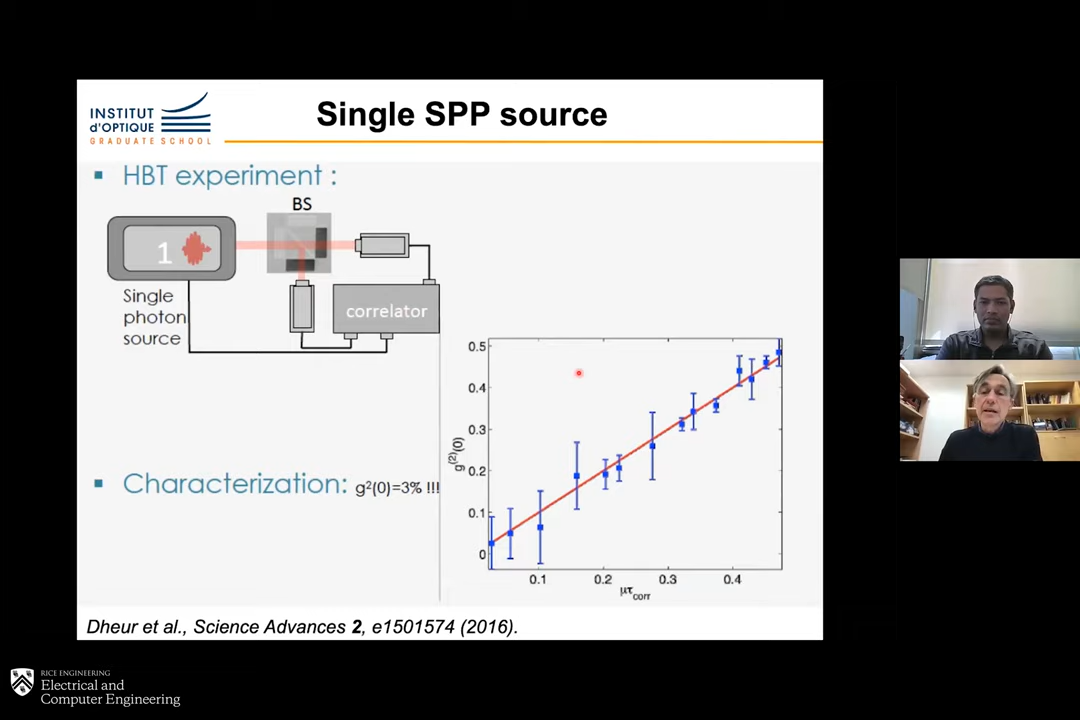 INSTITUT
d'OPTIQUE
GRADUATE SCHOOL
Single SPP source
▪ HBT experiment :
BS
1
Single
photon
source
correlator
▪ Characterization: g²(0)=3% !!!
g(2)(0)
0.5
0.4
0.3
0.2
0.1
0
0.1 0.2 0.3 0.4
μτcorr
Dheur et al., Science Advances 2, e1501574 (2016).
RICE ENGINEERING
Electrical and
Computer Engineering